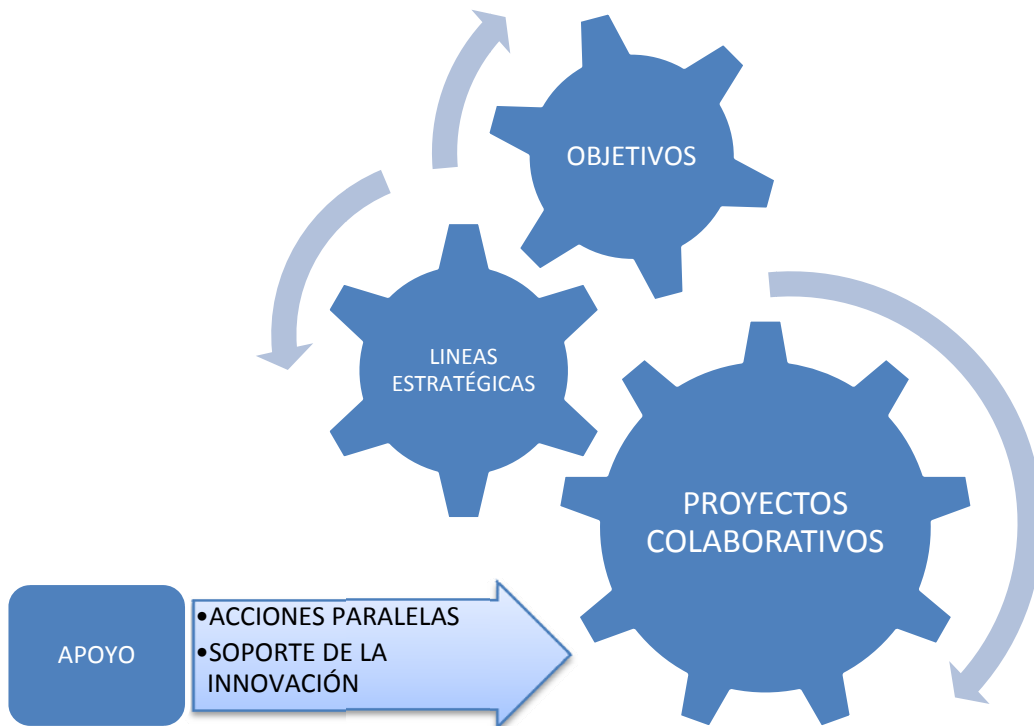 OBJETIVOS
LINEAS
ESTRATÉGICAS
PROYECTOS
COLABORATIVOS
APOYO
•ACCIONES PARALELAS
•SOPORTE DE LA
INNOVACIÓN